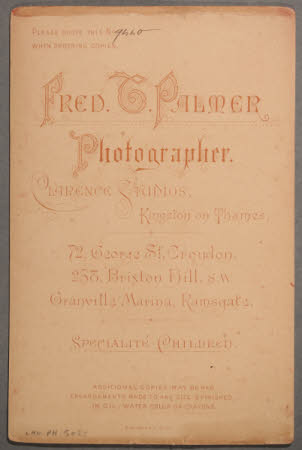 PLEASE QUOTE THIS No 9440
WHEN ORDERING COPIES
FRED. T. PALMER
Photographer.
CLARENCE STUDIOS,
KINGSTON ON THAMES,
72, George St, Croydon.
253, Brixton Hill, S.W.
Granville Marina, Ramsgate.
SPECIALITÉ CHILDREN.
ADDITIONAL COPIES MAY BE HAD
ENLARGEMENTS MADE TO ANY SIZE & FINISHED
IN OIL, WATER COLOR OR CRAYONS.